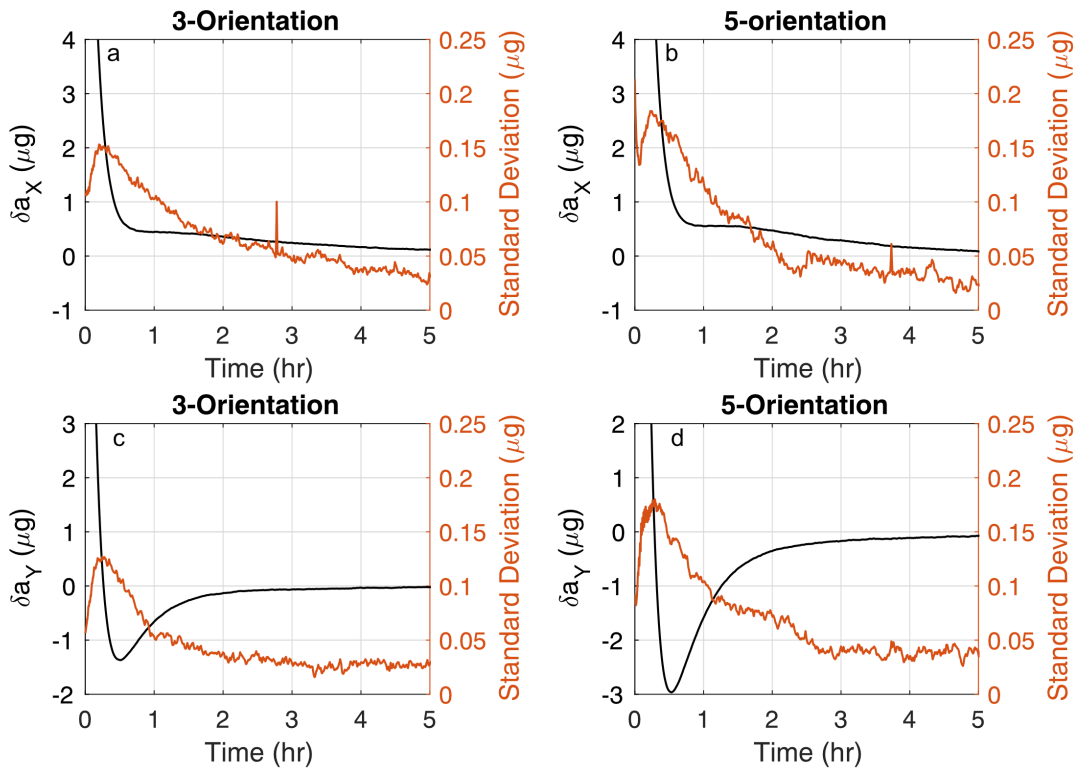 3-Orientation
a
4
3
2
1
0
-1
δa_X (μg)
0.25
0.2
0.15
0.1
0.05
0
Standard Deviation (μg)
0 1 2 3 4 5
Time (hr)
5-orientation
b
4
3
2
1
0
-1
δa_X (μg)
0.25
0.2
0.15
0.1
0.05
0
Standard Deviation (μg)
0 1 2 3 4 5
Time (hr)
3-Orientation
c
3
2
1
0
-1
-2
δa_Y (μg)
0.25
0.2
0.15
0.1
0.05
0
Standard Deviation (μg)
0 1 2 3 4 5
Time (hr)
5-Orientation
d
2
1
0
-1
-2
-3
δa_Y (μg)
0.25
0.2
0.15
0.1
0.05
0
Standard Deviation (μg)
0 1 2 3 4 5
Time (hr)